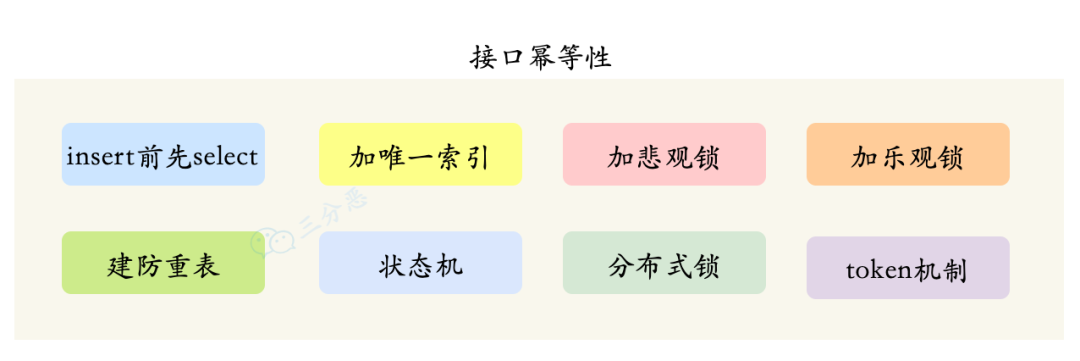 接口幂等性
insert前先select
加唯一索引
加悲观锁
加乐观锁
三分恶
建防重表
状态机
分布式锁
token机制